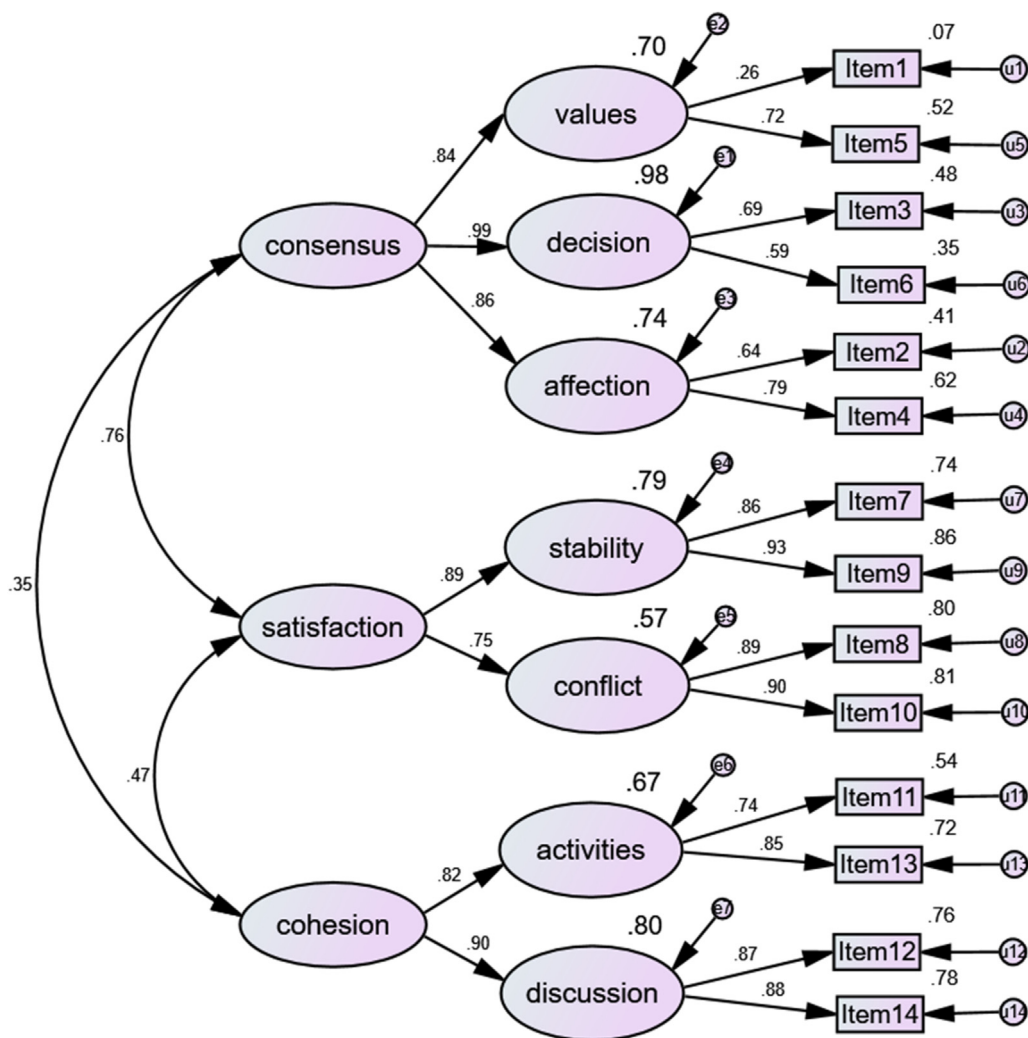 e2
.70
.07
values
.26
Item1
u1
.72
.52
Item5
u5
.84
e1
.98
.48
consensus
.99
decision
.69
Item3
u3
.59
.35
Item6
u6
.86
e3
.74
.41
affection
.64
Item2
u2
.79
.62
Item4
u4
.76
e4
.79
.74
stability
.86
Item7
u7
.93
.86
Item9
u9
.35
.89
satisfaction
.75
e5
.57
.80
conflict
.89
Item8
u8
.90
.81
Item10
u10
.47
e6
.67
.54
activities
.74
Item11
u11
.85
.72
Item13
u13
.82
cohesion
.90
e7
.80
.76
discussion
.87
Item12
u12
.88
.78
Item14
u14